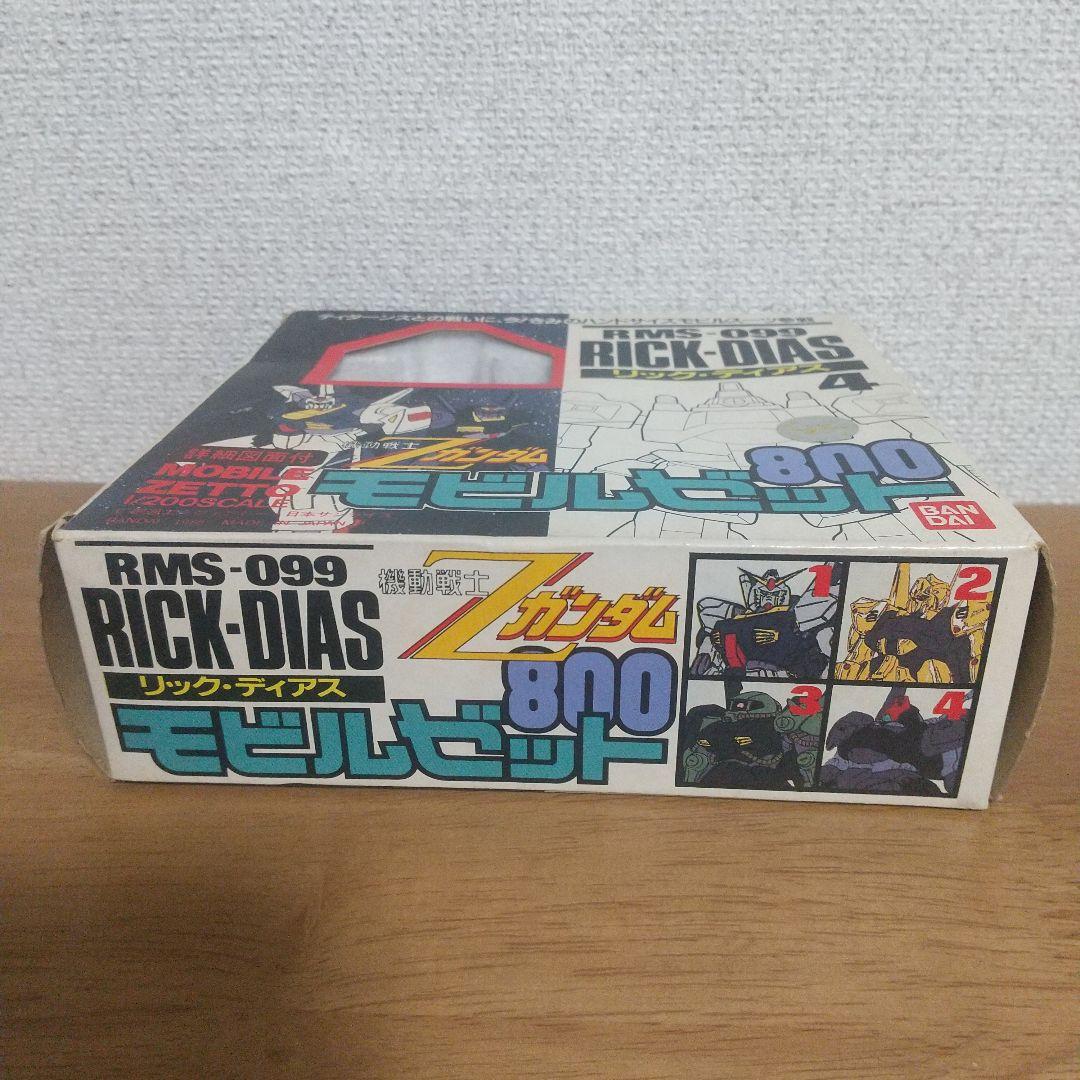 RMS-099
RICK-DIAS
リック・ディアス
4
詳細図面付
MOBILE
ZETTO
1/200SCALE
機動戦士
Zガンダム
800
モビルゼット
BAN
DAI
MADE IN JAPAN
RMS-099
RICK-DIAS
リック・ディアス
機動戦士
Zガンダム
800
モビルゼット
1
2
3
4